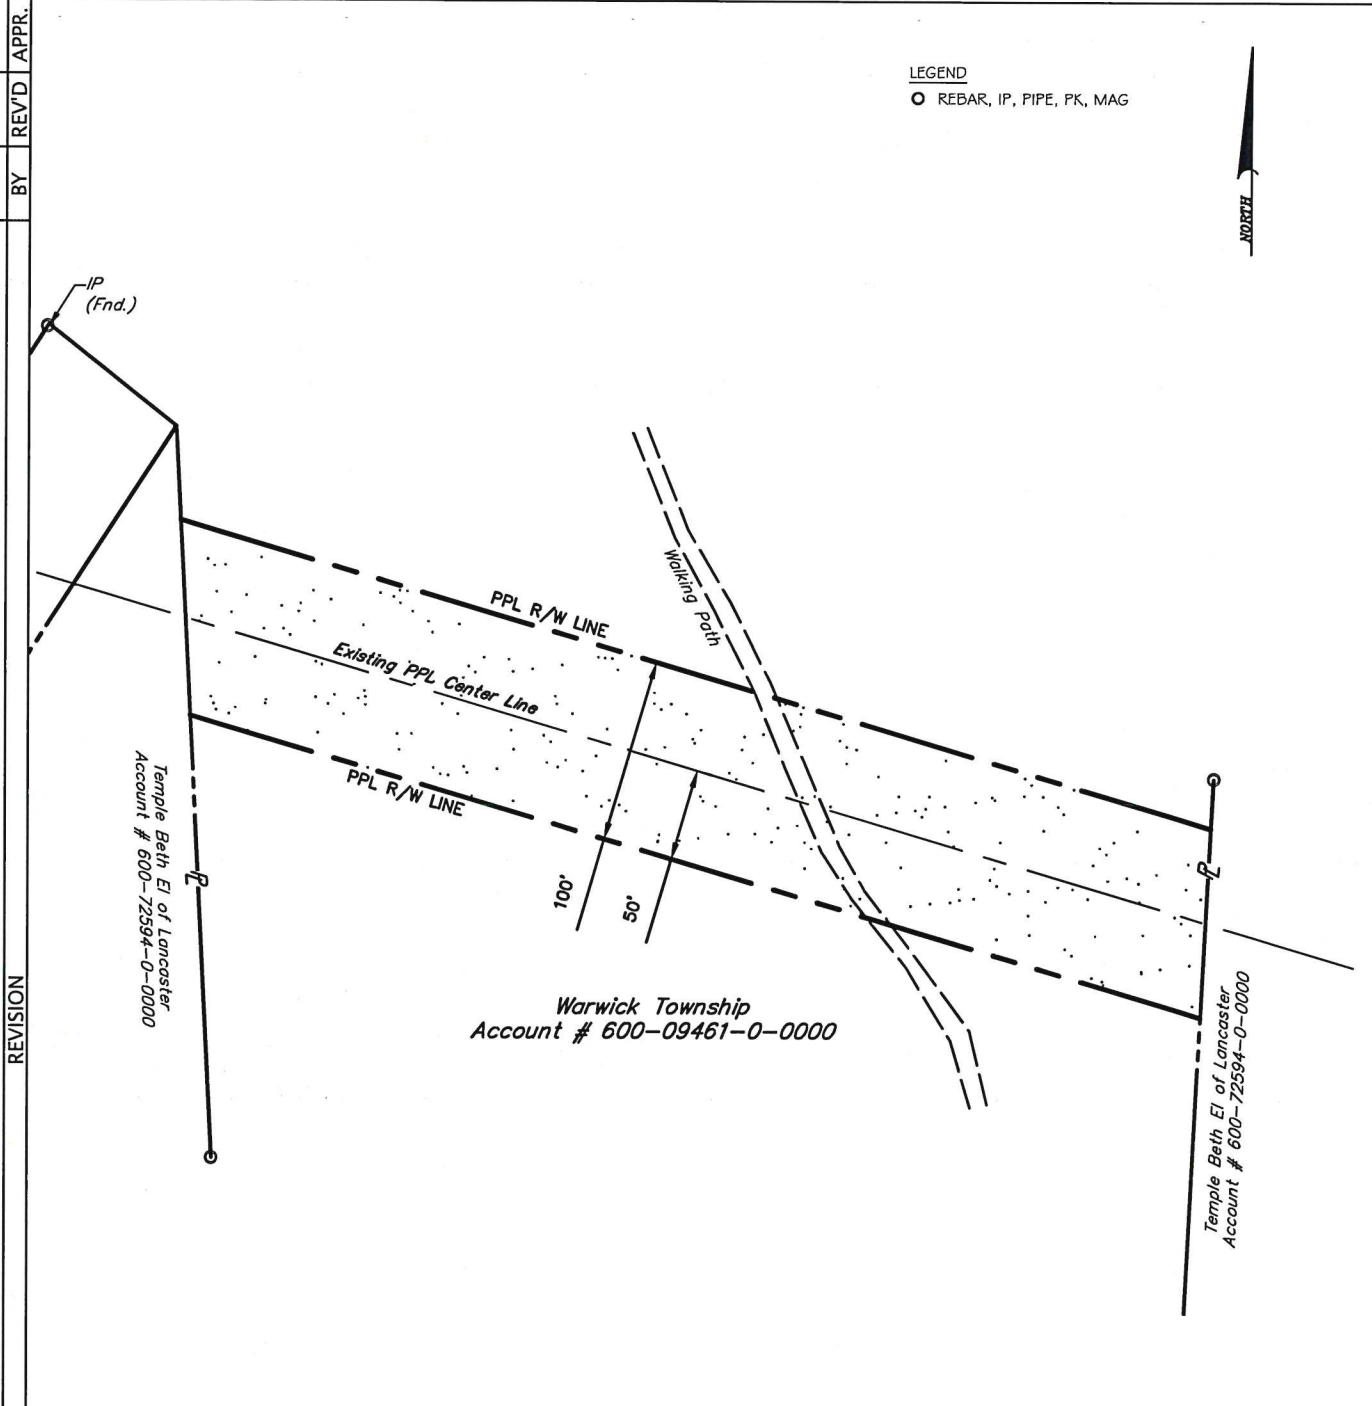 APPR.
REV'D
BY
REVISION
LEGEND
REBAR, IP, PIPE, PK, MAG
NORTH
IP
(Fnd.)
Walking Path
PPL R/W LINE
Existing PPL Center Line
PPL R/W LINE
100'
50'
Temple Beth El of Lancaster
Account # 600-72594-0-0000
PL
PL
Warwick Township
Account # 600-09461-0-0000
Temple Beth El of Lancaster
Account # 600-72594-0-0000